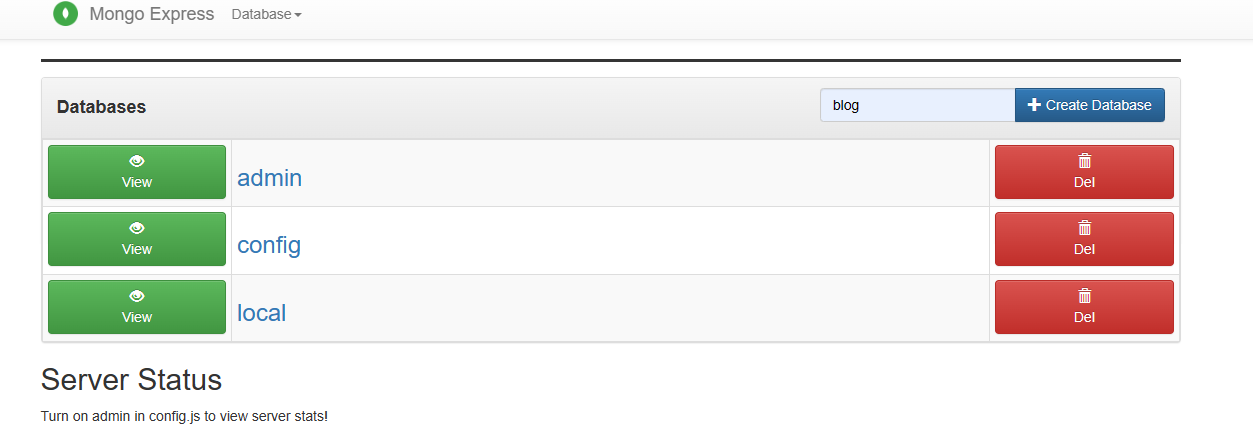 Mongo Express Database
Databases
blog
Create Database
View
admin
Del
View
config
Del
View
local
Del
Server Status
Turn on admin in config.js to view server stats!